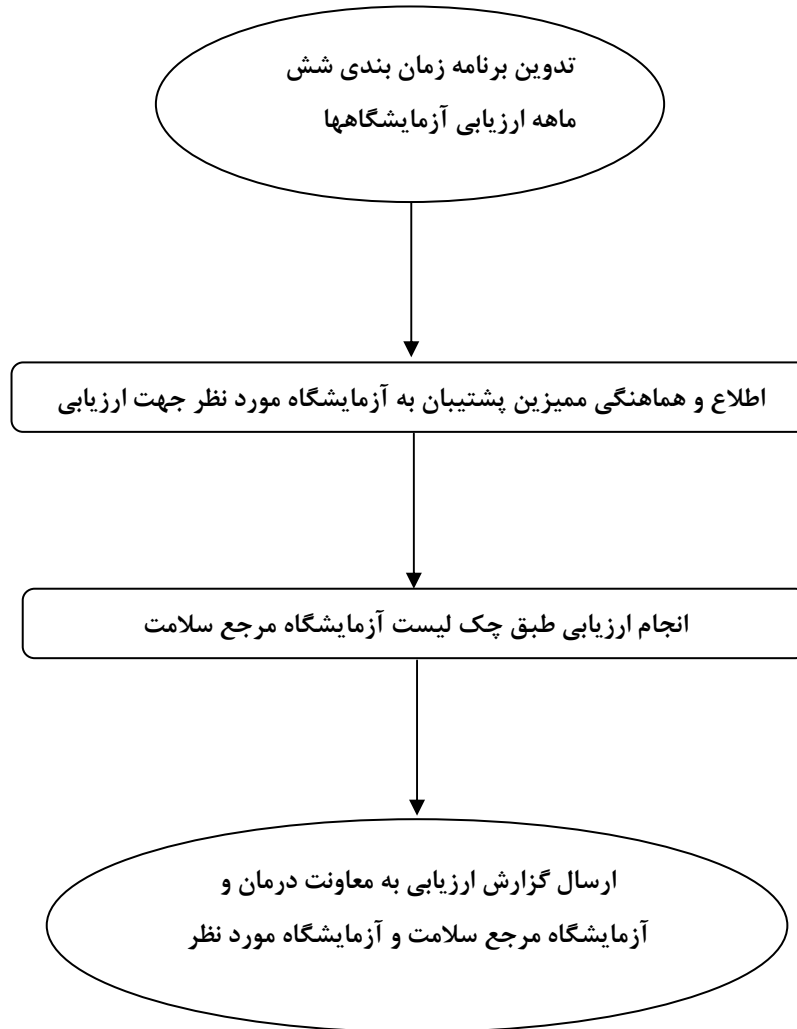 تدوین برنامه زمان بندی شش
ماهه ارزیابی آزمایشگاهها
اطلاع و هماهنگی ممیزین پشتیبان به آزمایشگاه مورد نظر جهت ارزیابی
انجام ارزیابی طبق چک لیست آزمایشگاه مرجع سلامت
ارسال گزارش ارزیابی به معاونت درمان و
آزمایشگاه مرجع سلامت و آزمایشگاه مورد نظر